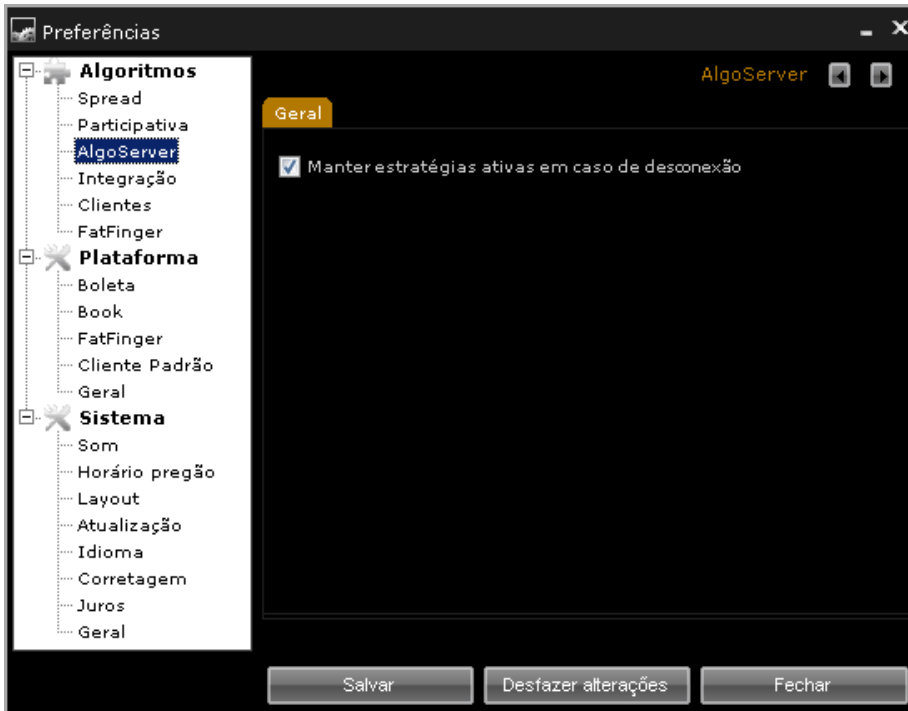 Preferências
Algoritmos
Spread
Participativa
AlgoServer
Integração
Clientes
FatFinger
Plataforma
Boleta
Book
FatFinger
Cliente Padrão
Geral
Sistema
Som
Horário pregão
Layout
Atualização
Idioma
Corretagem
Juros
Geral
AlgoServer
Geral
Manter estratégias ativas em caso de desconexão
Salvar
Desfazer alterações
Fechar